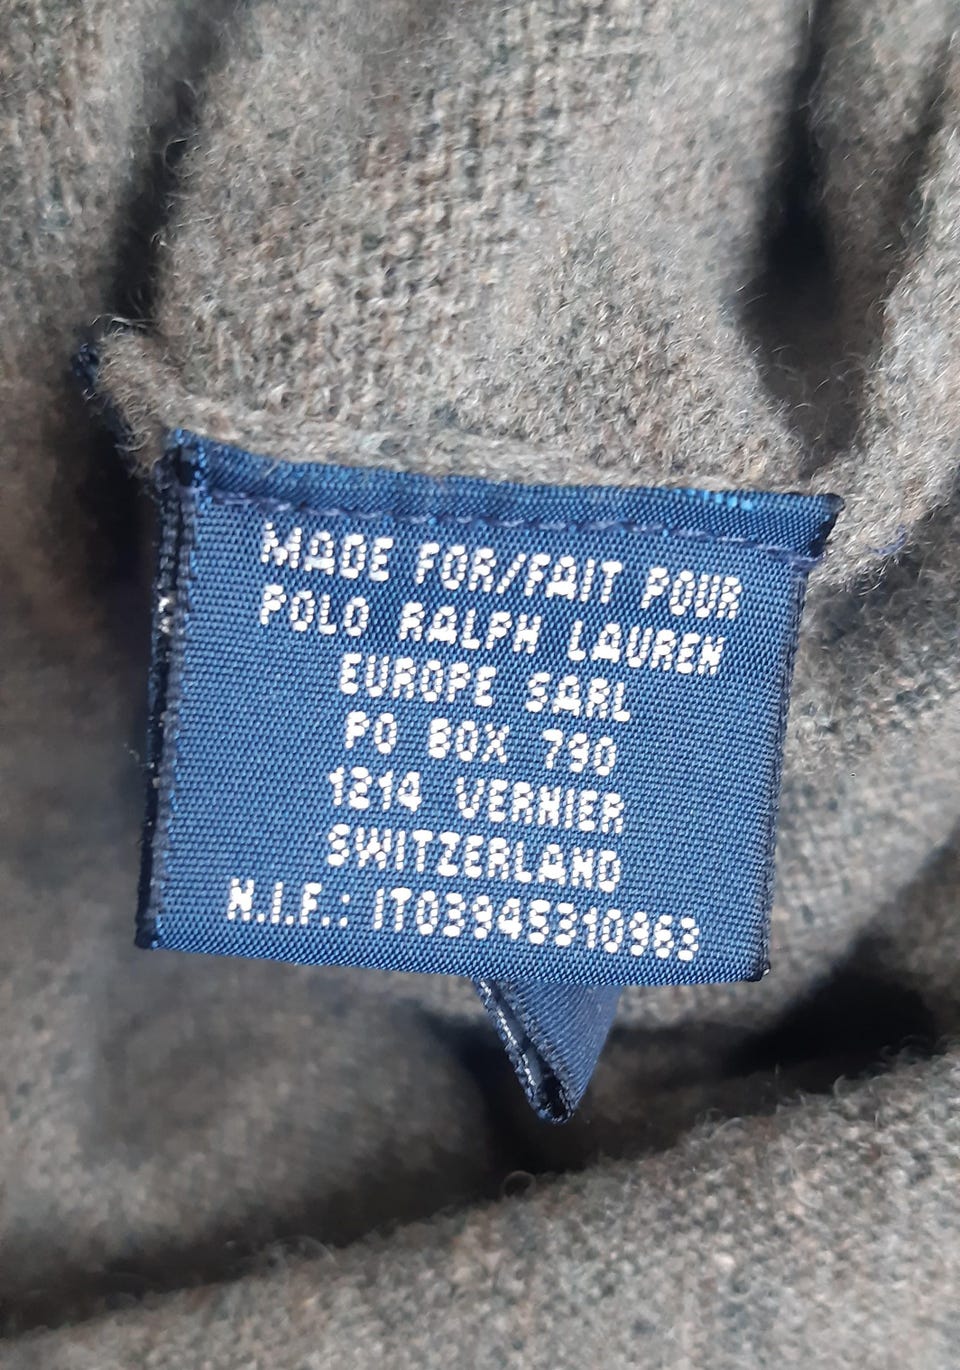 MADE FOR/FAIT POUR
POLO RALPH LAUREN
EUROPE SARL
PO BOX 790
1214 VERNIER
SWITZERLAND
N.I.F.: IT03945310963